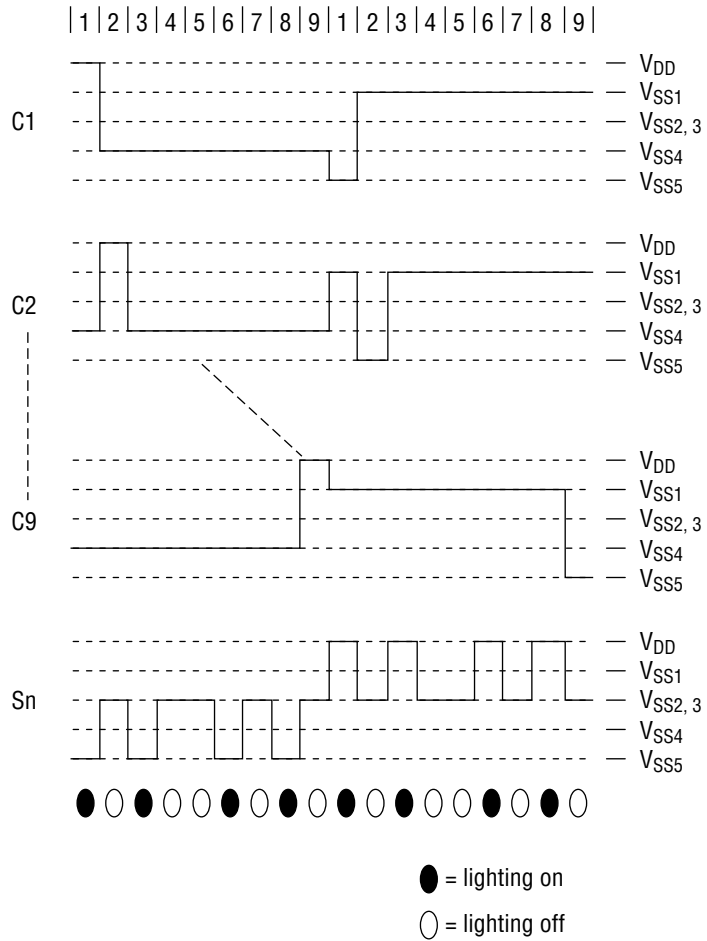 1 2 3 4 5 6 7 8 9 1 2 3 4 5 6 7 8 9
C1
VDD
VSS1
VSS2, 3
VSS4
VSS5
C2
VDD
VSS1
VSS2, 3
VSS4
VSS5
C9
VDD
VSS1
VSS2, 3
VSS4
VSS5
Sn
VDD
VSS1
VSS2, 3
VSS4
VSS5
= lighting on
= lighting off